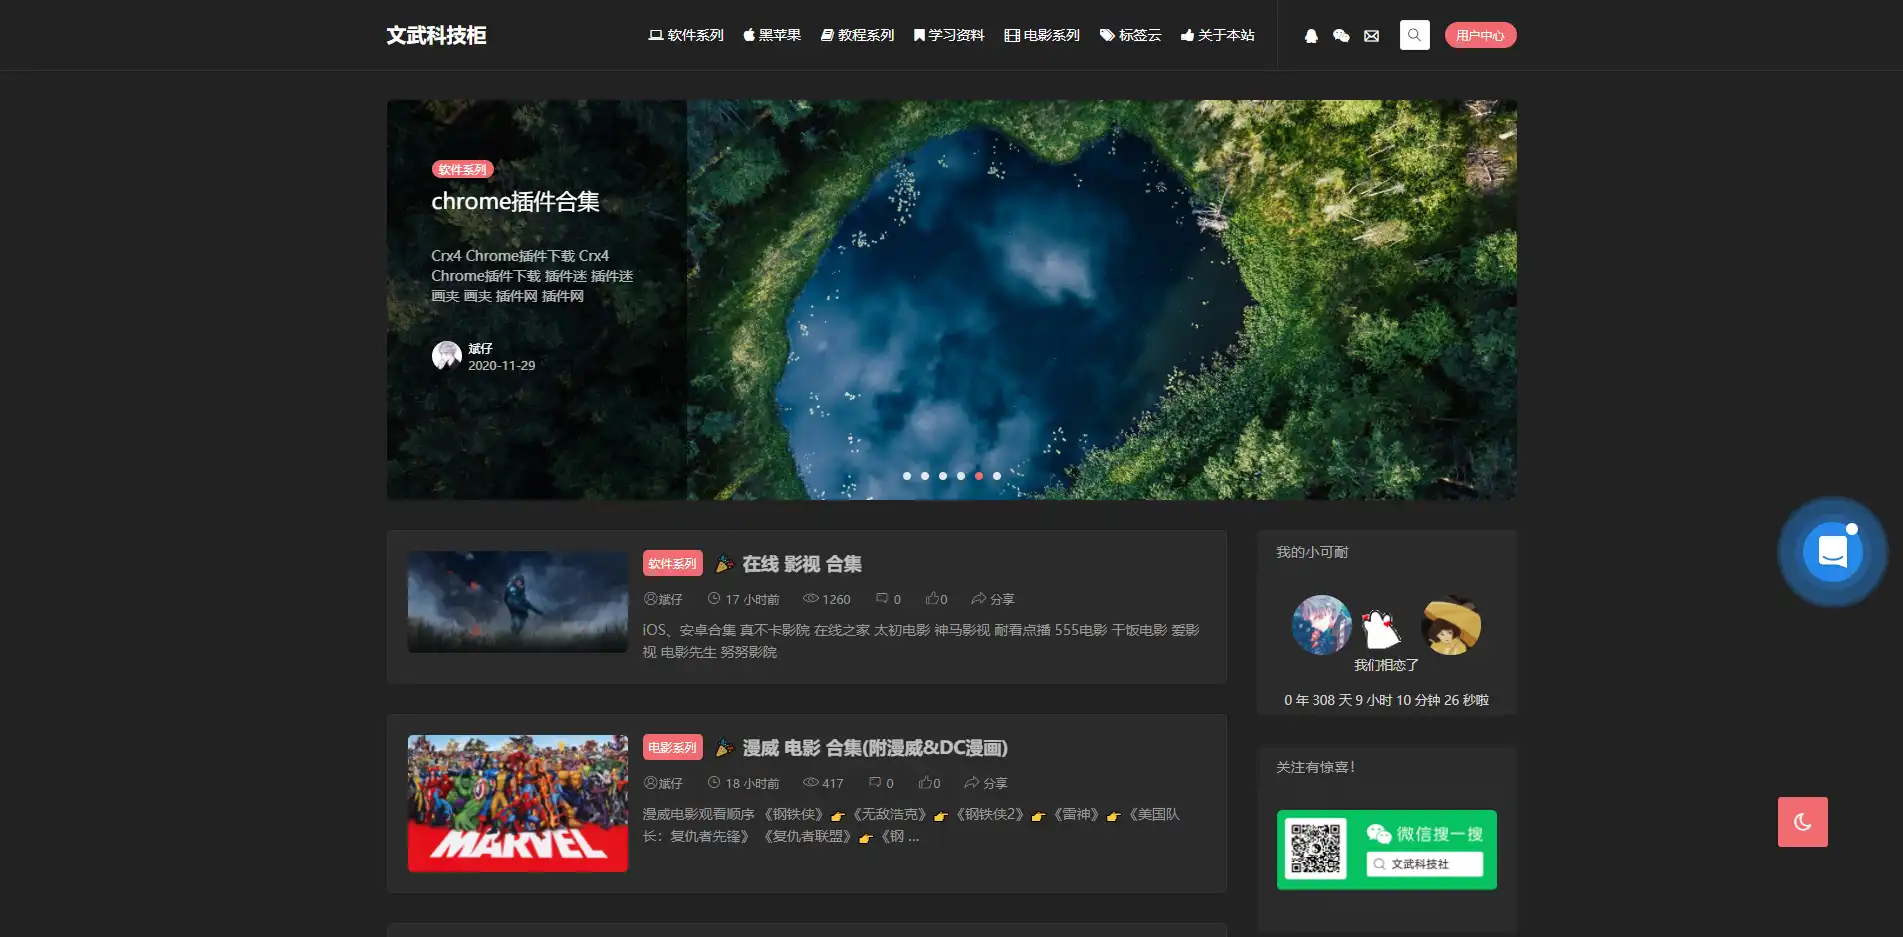 文武科技柜
软件系列 黑苹果 教程系列 学习资料 电影系列 标签云 关于本站
用户中心
软件系列
chrome插件合集
Crx4 Chrome插件下载 Crx4
Chrome插件下载 插件迷 插件迷
画夹 画夹 插件网 插件网
斌仔
2020-11-29
软件系列 在线 影视 合集
斌仔 17 小时前 1260 0 0 分享
iOS、安卓合集 真不卡影院 在线之家 太初电影 神马影视 耐看点播 555电影 干饭电影 爱影
视 电影先生 努努影院
电影系列 漫威 电影 合集(附漫威&DC漫画)
斌仔 18 小时前 417 0 0 分享
漫威电影观看顺序 《钢铁侠》👉《无敌浩克》👉《钢铁侠2》👉《雷神》👉《美国队
长：复仇者先锋》 《复仇者联盟》👉《钢 ...
MARVEL
我的小可耐
我们相恋了
0 年 308 天 9 小时 10 分钟 26 秒啦
关注有惊喜！
微信搜一搜
文武科技社